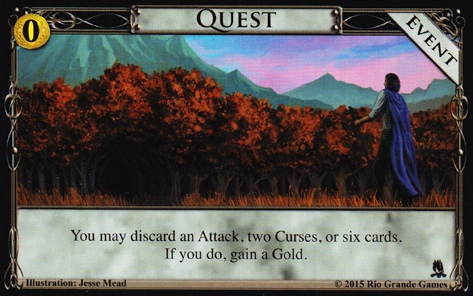 QUEST
0
EVENT
You may discard an Attack, two Curses, or six cards.
If you do, gain a Gold.
Illustration: Jesse Mead
© 2015 Rio Grande Games